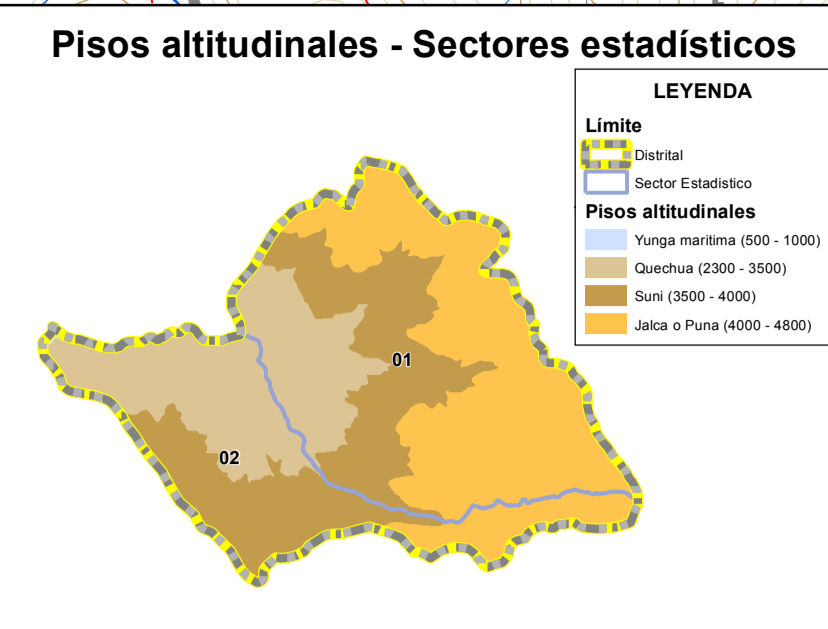 Pisos altitudinales - Sectores estadísticos
LEYENDA
Límite
Distrital
Sector Estadistico
Pisos altitudinales
Yunga maritima (500 - 1000)
Quechua (2300 - 3500)
Suni (3500 - 4000)
Jalca o Puna (4000 - 4800)
01
02